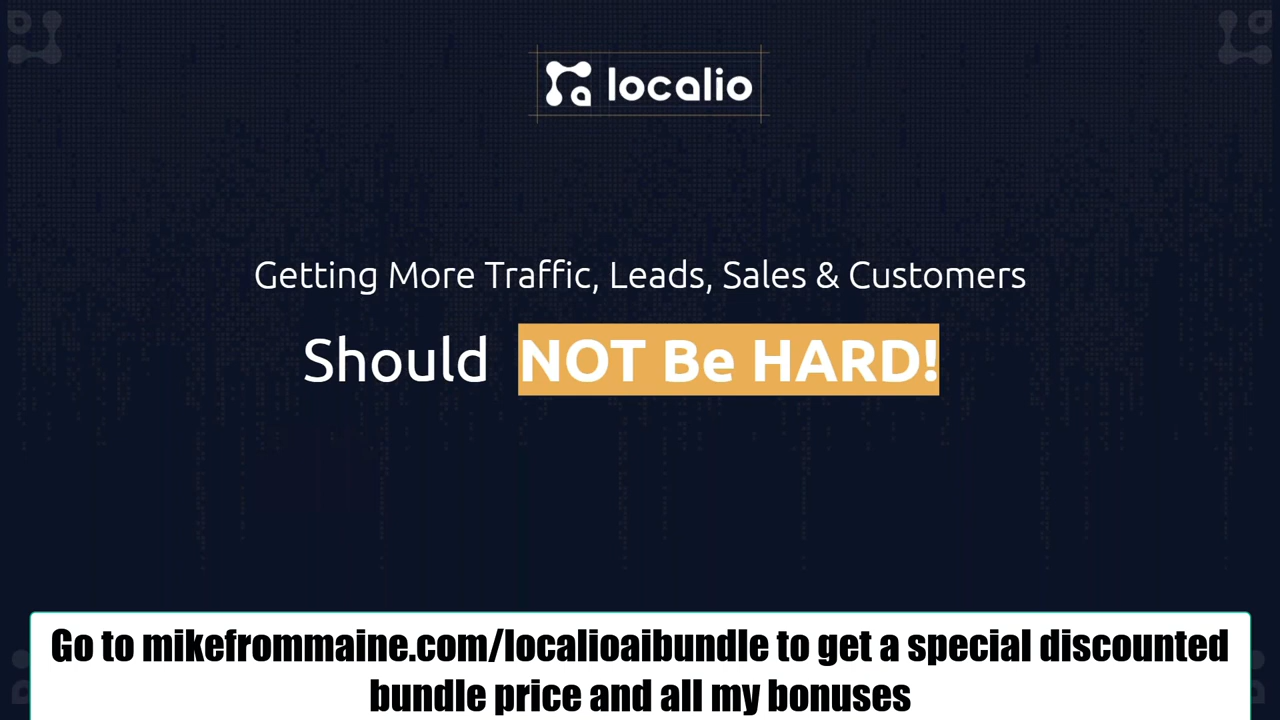 localio
Getting More Traffic, Leads, Sales & Customers
Should NOT Be HARD!
Go to mikefrommaine.com/localioaibundle to get a special discounted
bundle price and all my bonuses